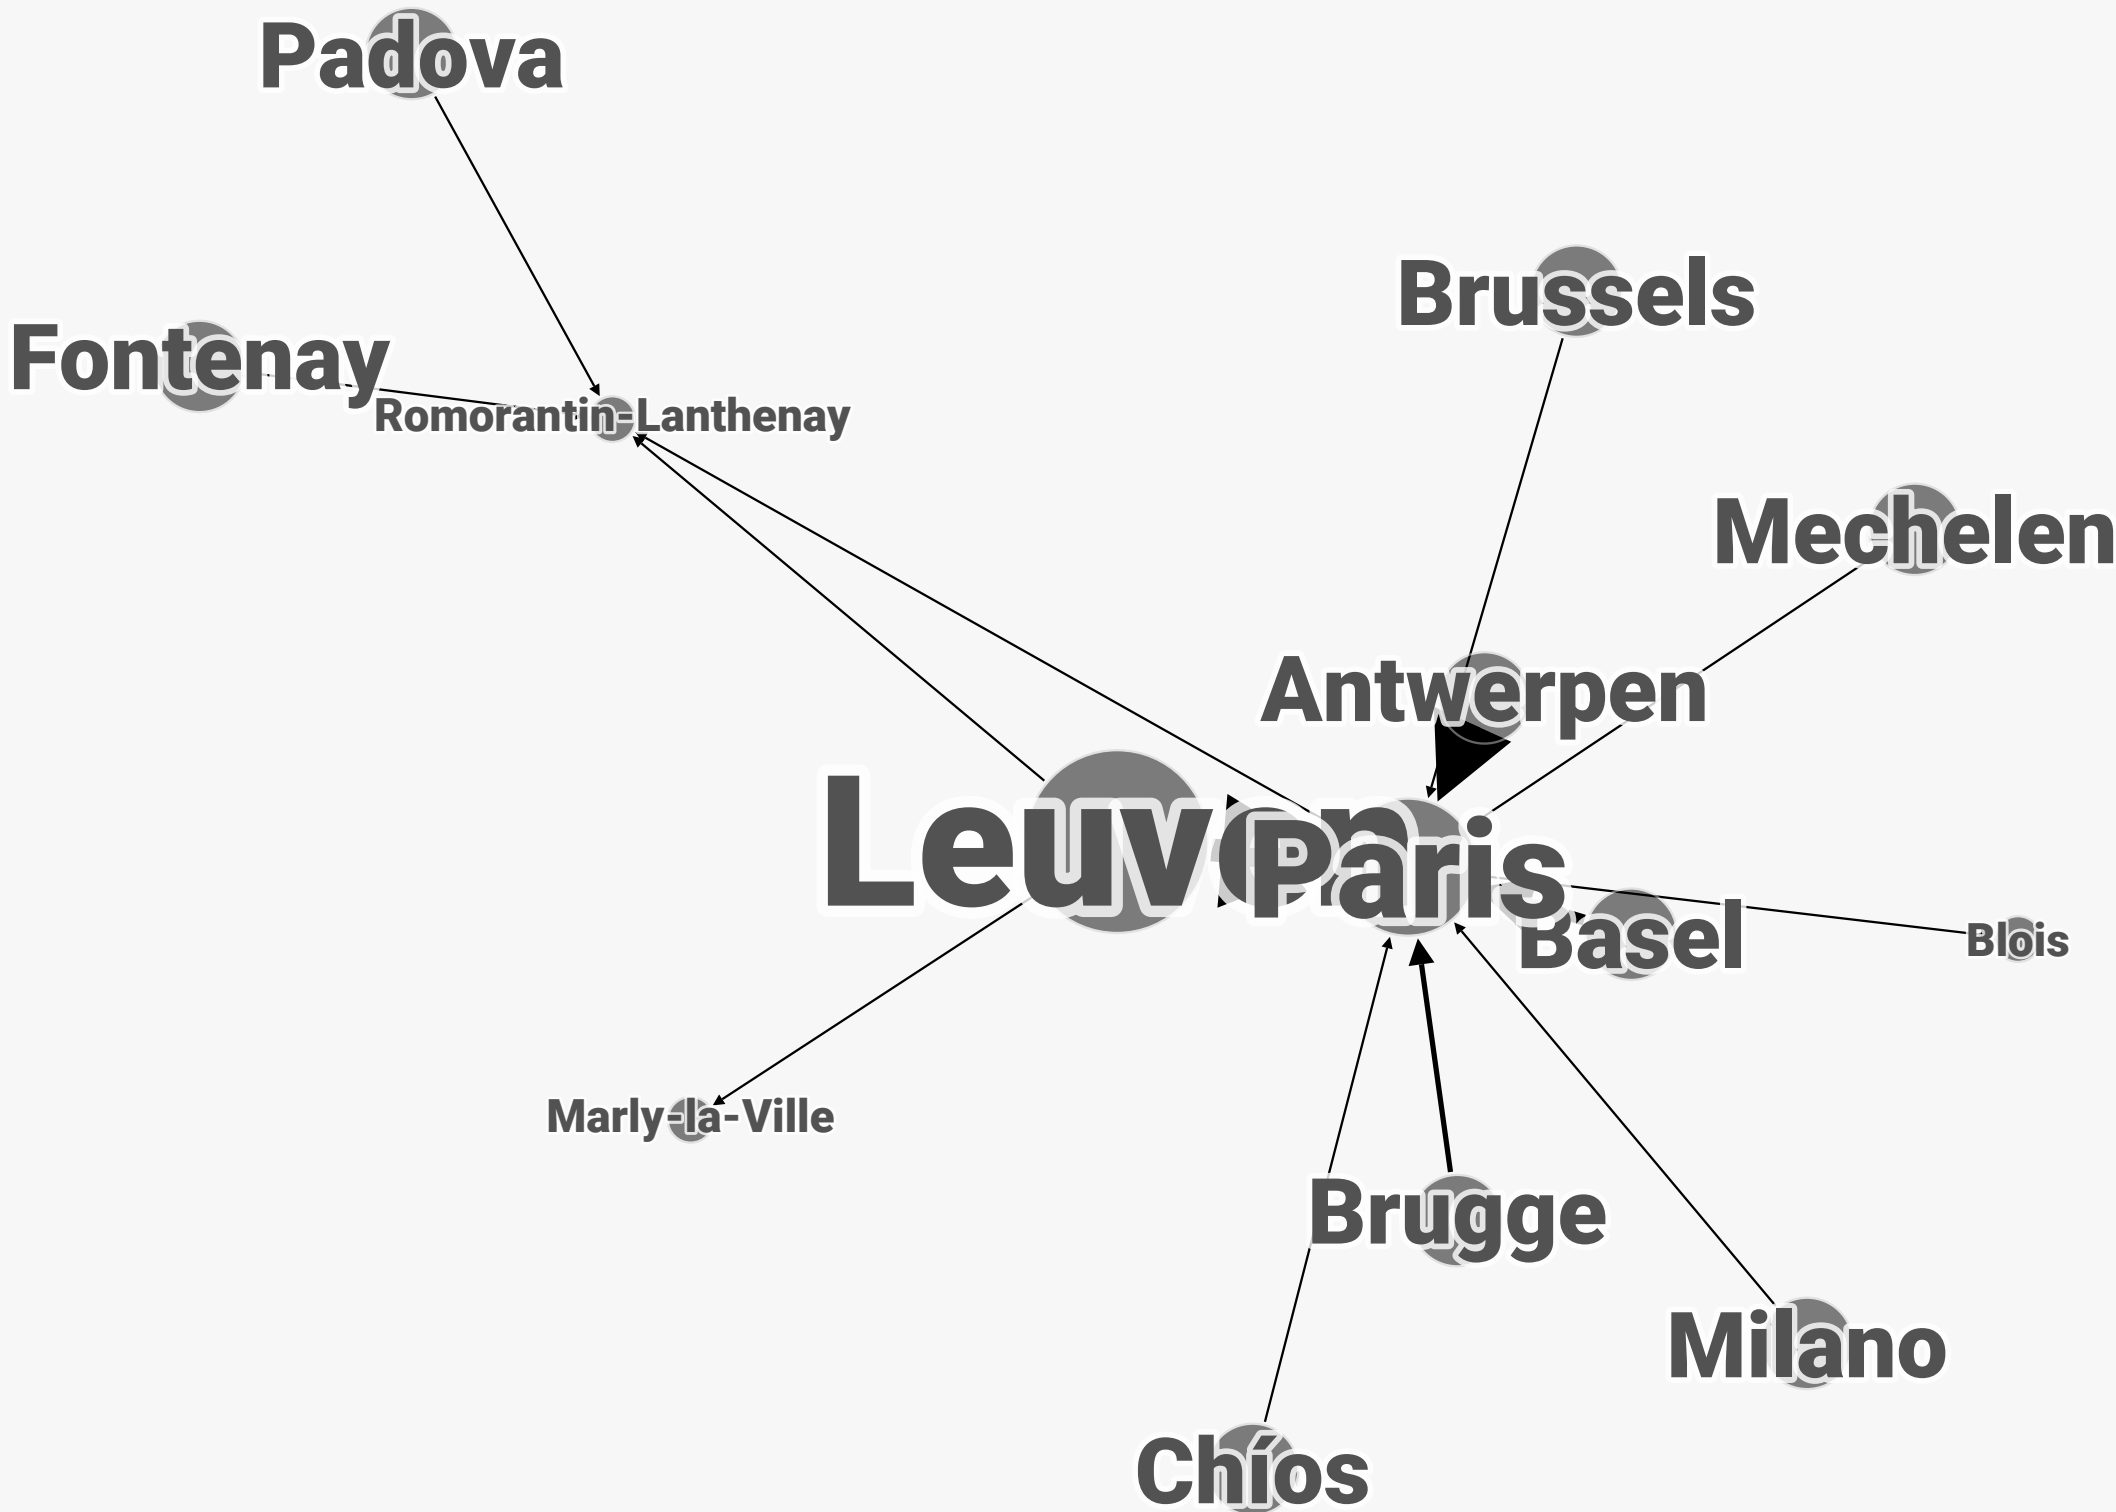 Padova
Brussels
Fontenay
Romorantin-Lanthenay
Mechelen
Antwerpen
Leuven
Paris
Basel
Blois
Marly-la-Ville
Brugge
Milano
Chíos